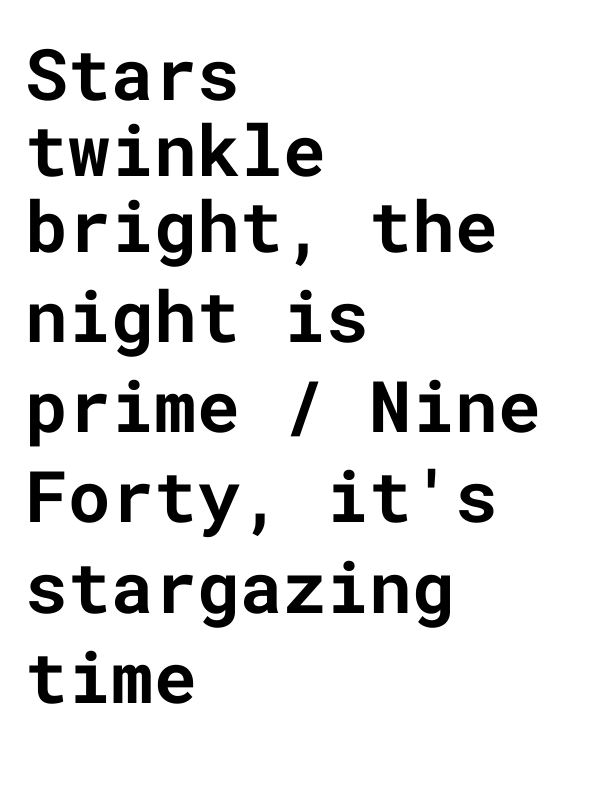 Stars
twinkle
bright, the
night is
prime / Nine
Forty, it's
stargazing
time